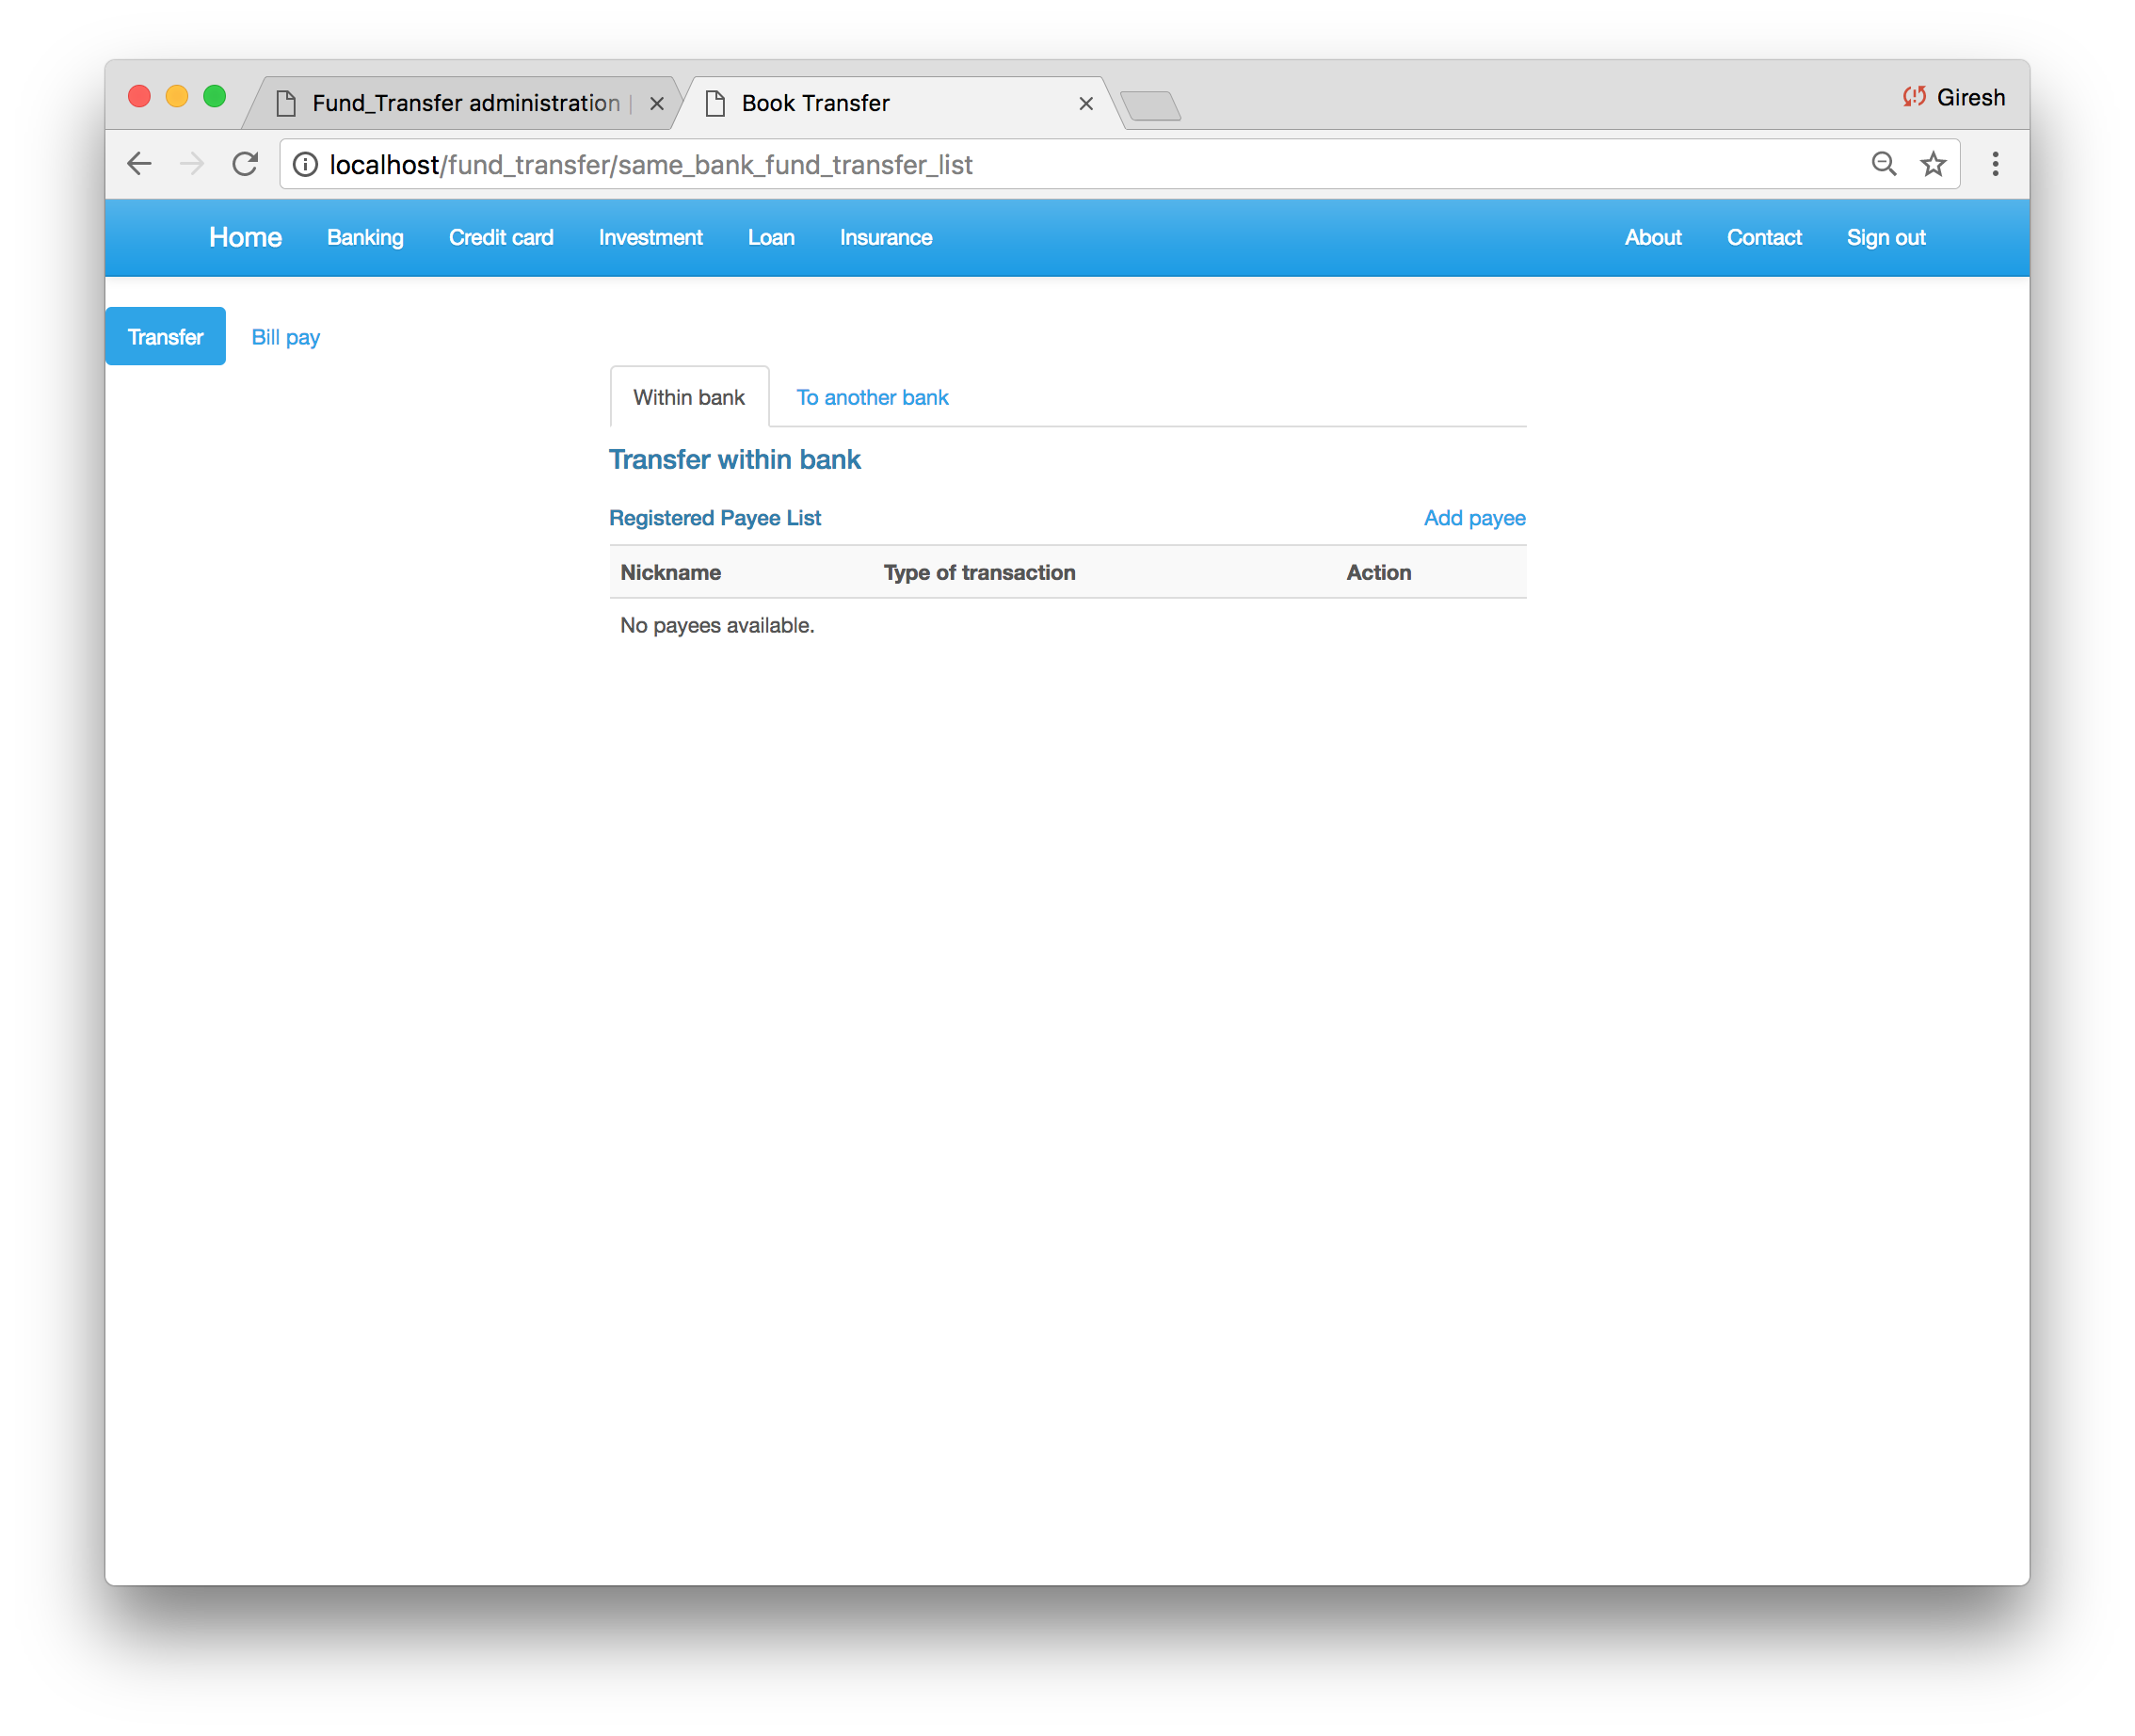 Fund_Transfer administration | Book Transfer Giresh
localhost/fund_transfer/same_bank_fund_transfer_list
Home Banking Credit card Investment Loan Insurance About Contact Sign out
Transfer Bill pay
Within bank To another bank
Transfer within bank
Registered Payee List Add payee
Nickname Type of transaction Action
No payees available.